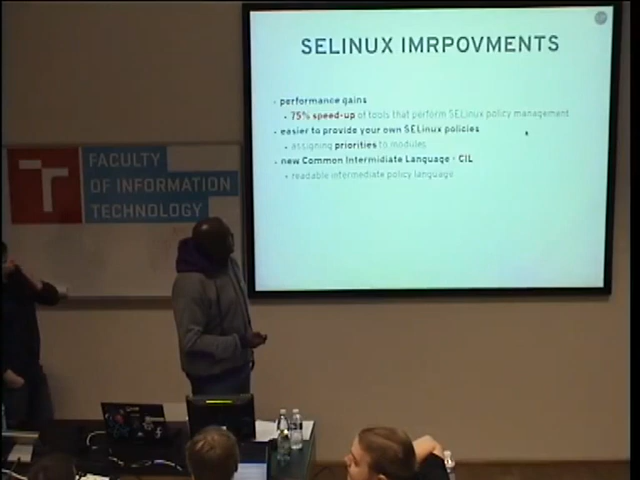 SELINUX IMRPOVMENTS
performance gains
75% speed-up of tools that perform SELinux policy management
easier to provide your own SELinux policies
assigning priorities to modules
new Common Intermediate Language - CIL
readable intermediate policy language
FACULTY
OF INFORMATION
TECHNOLOGY